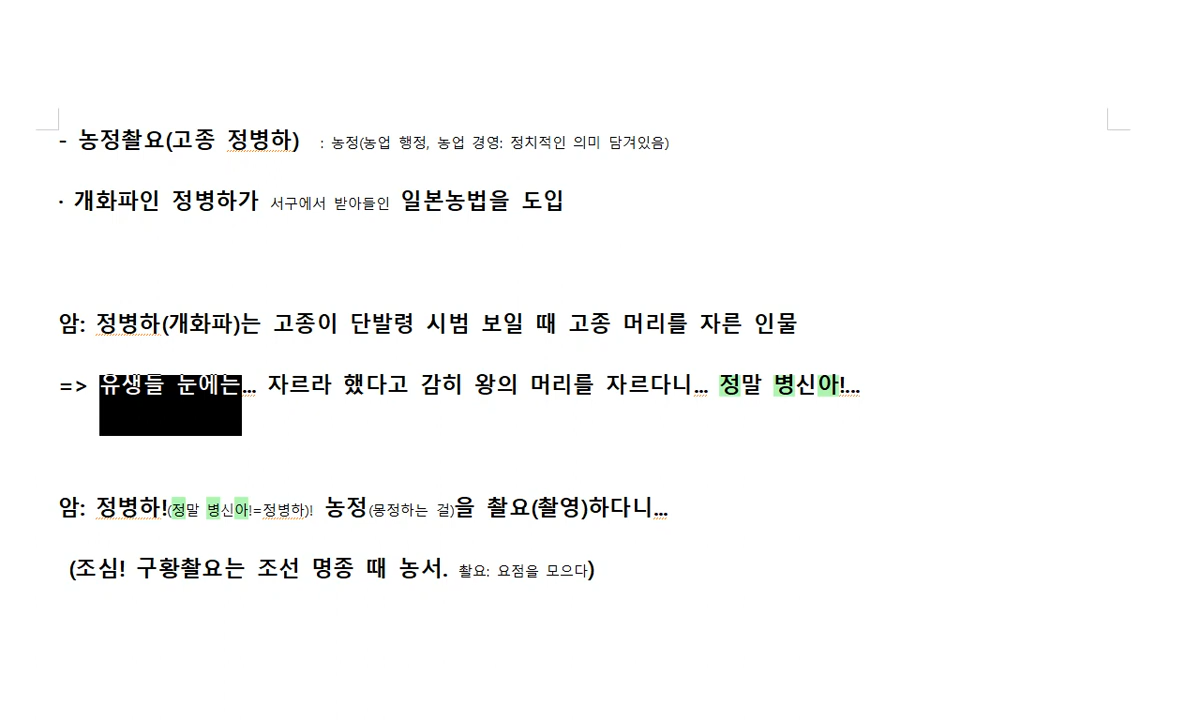 - 농정촬요(고종 정병하) : 농정(농업 행정, 농업 경영: 정치적인 의미 담겨있음)
· 개화파인 정병하가 서구에서 받아들인 일본농법을 도입
암: 정병하(개화파)는 고종이 단발령 시범 보일 때 고종 머리를 자른 인물
=> 유생들 눈에는… 자르라 했다고 감히 왕의 머리를 자르다니… 정말 병신아!…
암: 정병하!(정말 병신아!=정병하)! 농정(몽정하는 걸)을 촬요(촬영)하다니…
(조심! 구황촬요는 조선 명종 때 농서. 촬요: 요점을 모으다)